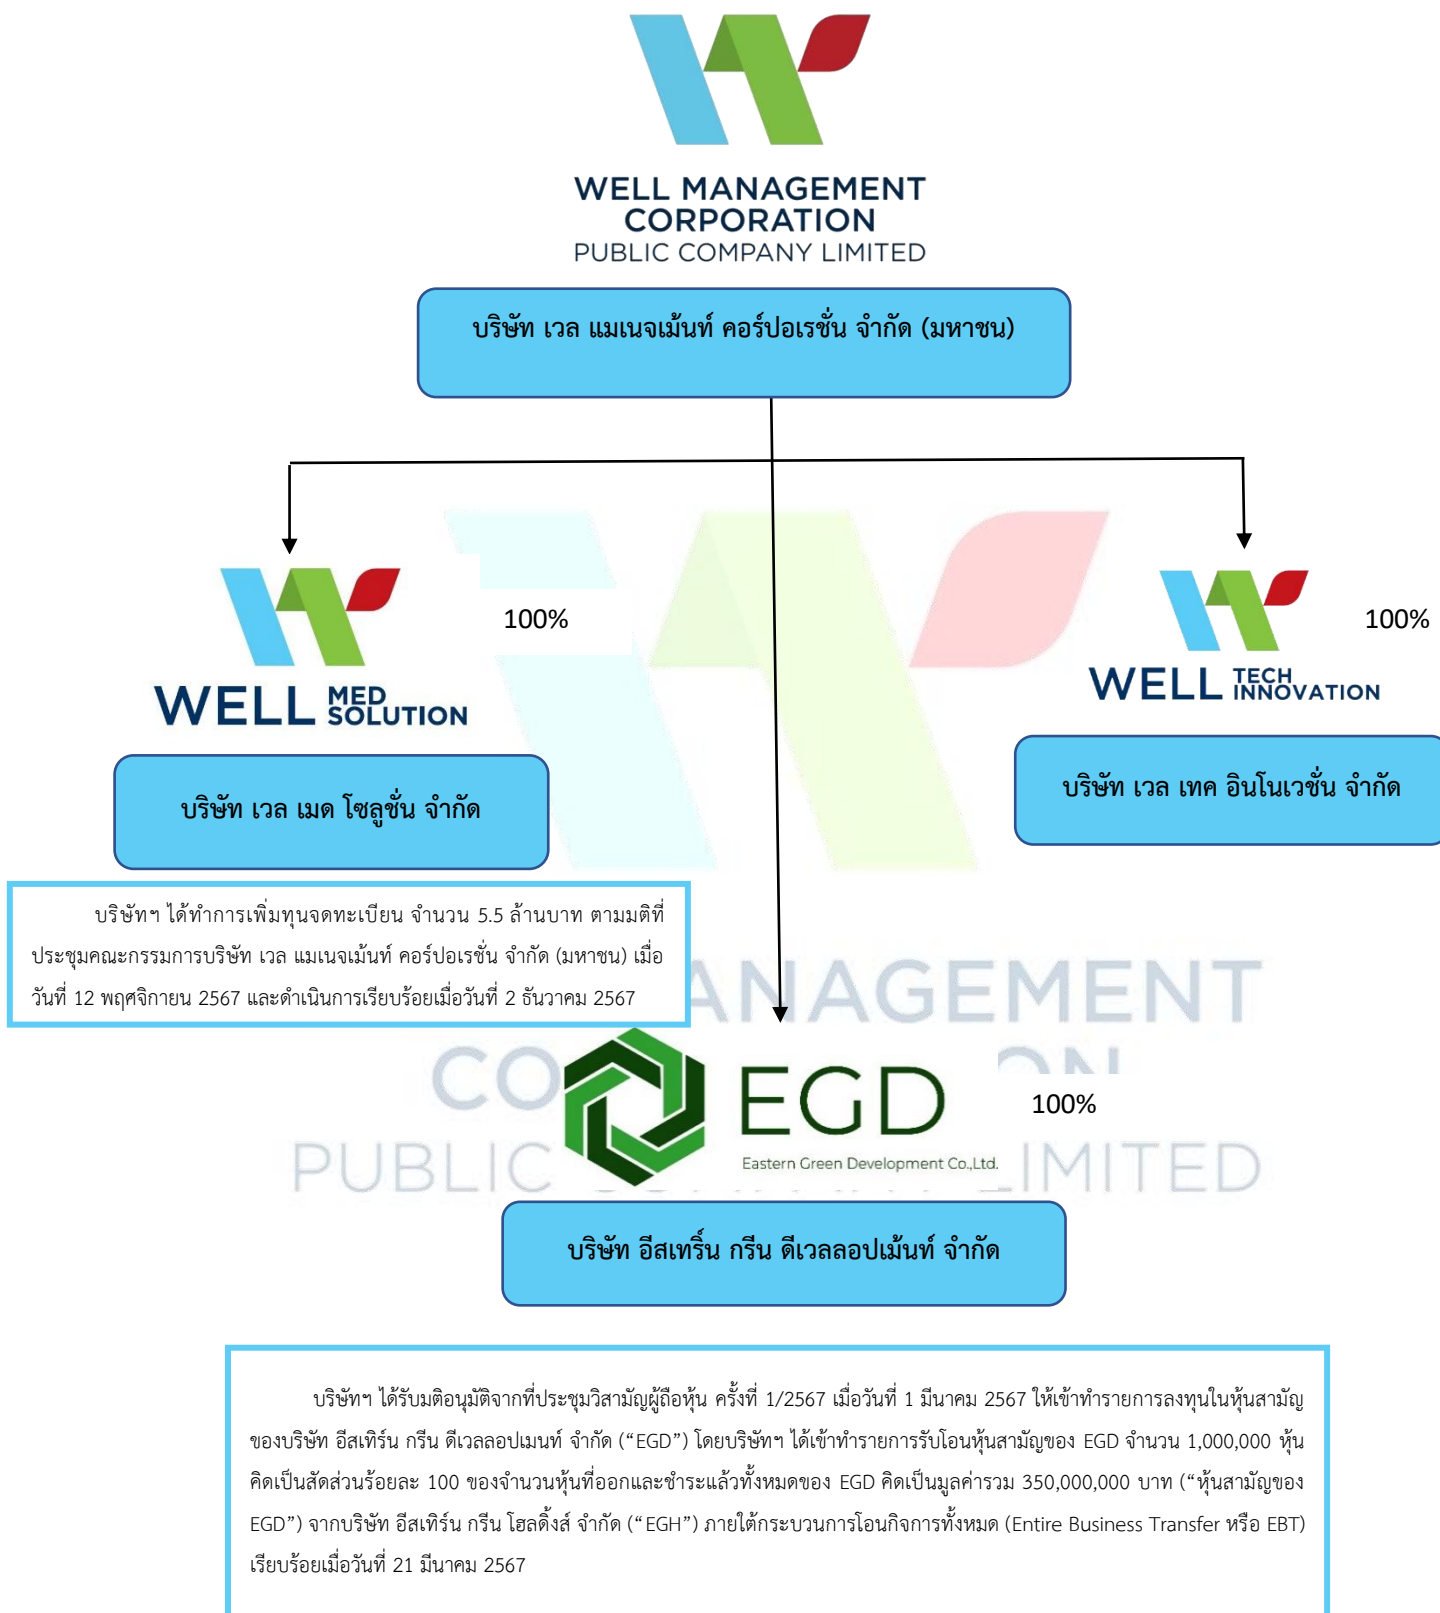 WELL MANAGEMENT
CORPORATION
PUBLIC COMPANY LIMITED
บริษัท เวล แมเนจเม้นท์ คอร์ปอเรชั่น จำกัด (มหาชน)
100%
WELL MED SOLUTION
100%
WELL TECH INNOVATION
บริษัท เวล เมด โซลูชั่น จำกัด
บริษัท เวล เทค อินโนเวชั่น จำกัด
บริษัทฯ ได้ทำการเพิ่มทุนจดทะเบียน จำนวน 5.5 ล้านบาท ตามมติที่
ประชุมคณะกรรมการบริษัท เวล แมเนจเม้นท์ คอร์ปอเรชั่น จำกัด (มหาชน) เมื่อ
วันที่ 12 พฤศจิกายน 2567 และดำเนินการเรียบร้อยเมื่อวันที่ 2 ธันวาคม 2567
EGD
Eastern Green Development Co.,Ltd.
100%
PUBLIC LIMITED
บริษัท อีสเทริ์น กรีน ดีเวลลอปเม้นท์ จำกัด
บริษัทฯ ได้รับมติอนุมัติจากที่ประชุมวิสามัญผู้ถือหุ้น ครั้งที่ 1/2567 เมื่อวันที่ 1 มีนาคม 2567 ให้เข้าทำรายการลงทุนในหุ้นสามัญ
ของบริษัท อีสเทิร์น กรีน ดีเวลลอปเมนท์ จำกัด (“EGD”) โดยบริษัทฯ ได้เข้าทำรายการรับโอนหุ้นสามัญของ EGD จำนวน 1,000,000 หุ้น
คิดเป็นสัดส่วนร้อยละ 100 ของจำนวนหุ้นที่ออกและชำระแล้วทั้งหมดของ EGD คิดเป็นมูลค่ารวม 350,000,000 บาท (“หุ้นสามัญของ
EGD”) จากบริษัท อีสเทิร์น กรีน โฮลดิ้งส์ จำกัด (“EGH”) ภายใต้กระบวนการโอนกิจการทั้งหมด (Entire Business Transfer หรือ EBT)
เรียบร้อยเมื่อวันที่ 21 มีนาคม 2567